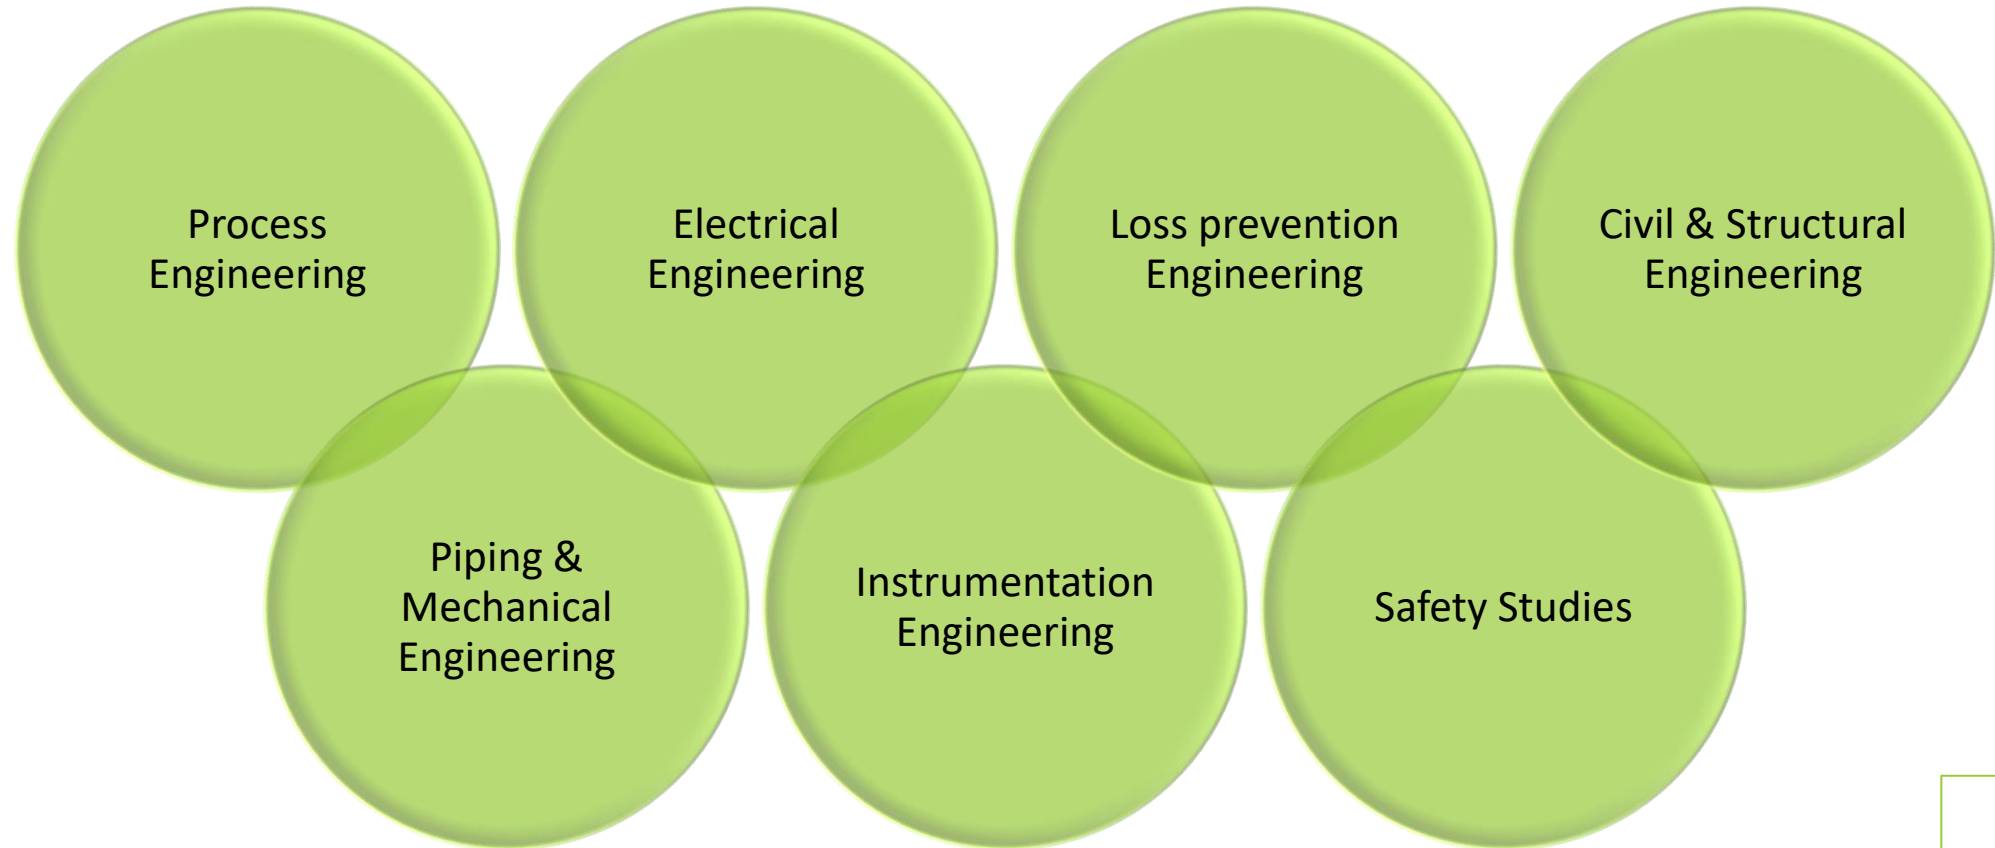 Process
Engineering
Electrical
Engineering
Loss prevention
Engineering
Civil & Structural
Engineering
Piping &
Mechanical
Engineering
Instrumentation
Engineering
Safety Studies